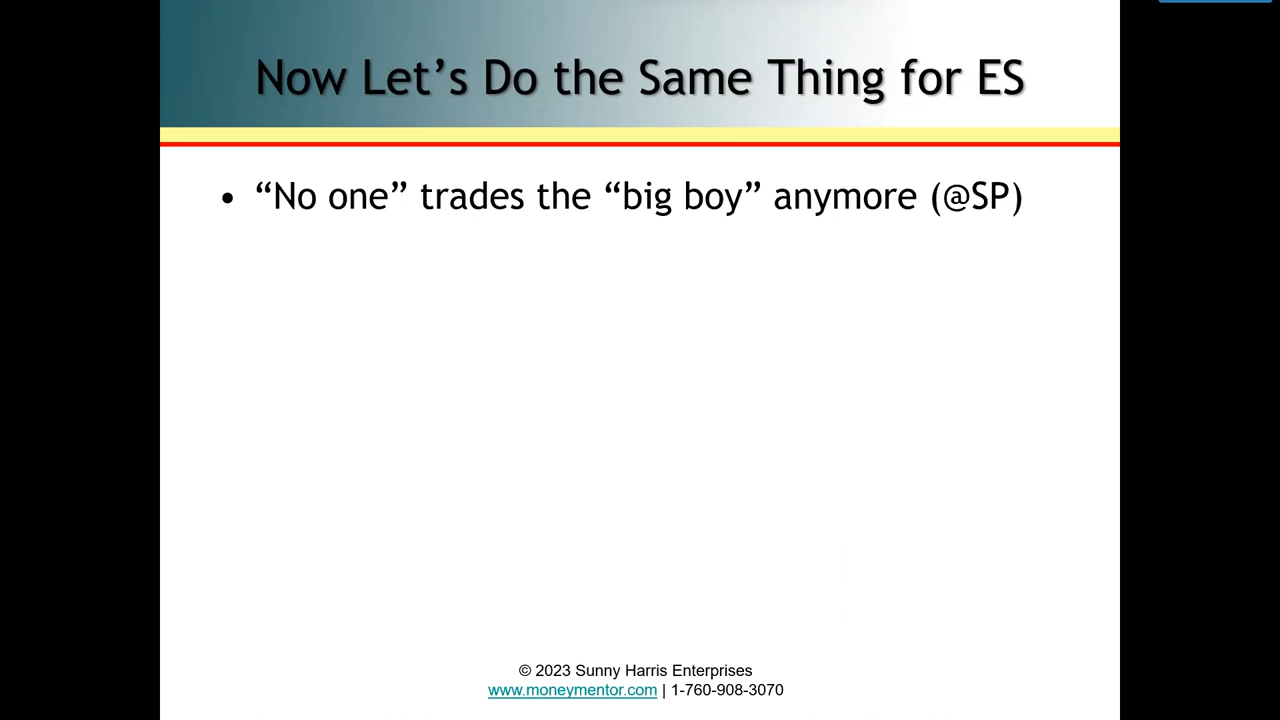 Now Let’s Do the Same Thing for ES
• “No one” trades the “big boy” anymore (@SP)
© 2023 Sunny Harris Enterprises
www.moneymentor.com | 1-760-908-3070